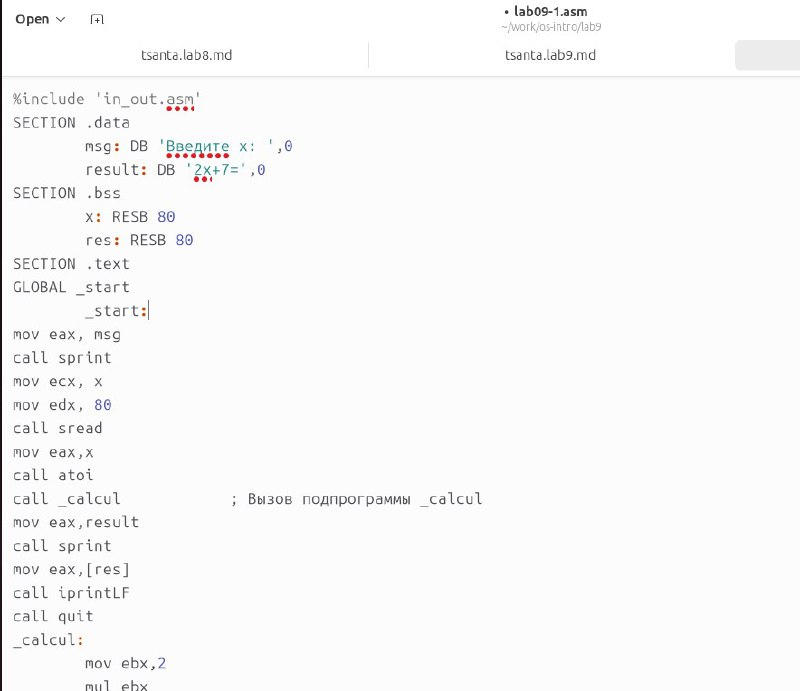 Open
• lab09-1.asm
~/work/os-intro/lab9
tsanta.lab8.md
tsanta.lab9.md
%include 'in_out.asm'
SECTION .data
        msg: DB 'Введите x: ',0
        result: DB '2x+7=',0
SECTION .bss
        x: RESB 80
        res: RESB 80
SECTION .text
GLOBAL _start
        _start:
mov eax, msg
call sprint
mov ecx, x
mov edx, 80
call sread
mov eax,x
call atoi
call _calcul            ; Вызов подпрограммы _calcul
mov eax,result
call sprint
mov eax,[res]
call iprintLF
call quit
_calcul:
        mov ebx,2
        mul ebx